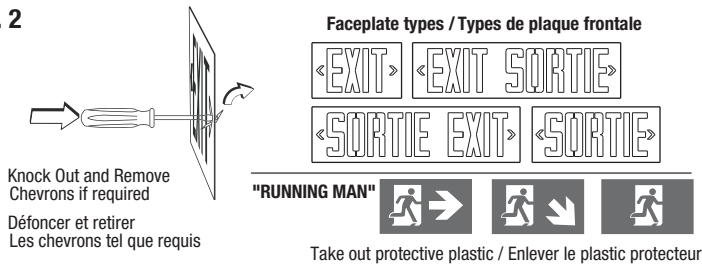 . 2
Knock Out and Remove
Chevrons if required
Défoncer et retirer
Les chevrons tel que requis
Faceplate types / Types de plaque frontale
‹EXIT› ‹EXIT SORTIE›
‹SORTIE EXIT› ‹SORTIE›
"RUNNING MAN"
Take out protective plastic / Enlever le plastic protecteur